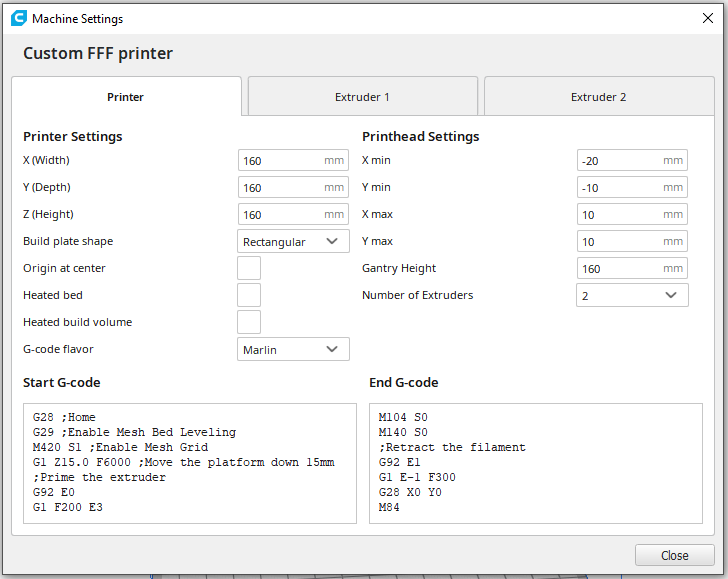 Machine Settings
Custom FFF printer
Printer
Extruder 1
Extruder 2
Printer Settings
X (Width)
160 mm
Y (Depth)
160 mm
Z (Height)
160 mm
Build plate shape
Rectangular
Origin at center
Heated bed
Heated build volume
G-code flavor
Marlin
Printhead Settings
X min
-20 mm
Y min
-10 mm
X max
10 mm
Y max
10 mm
Gantry Height
160 mm
Number of Extruders
2
Start G-code
G28 ;Home
G29 ;Enable Mesh Bed Leveling
M420 S1 ;Enable Mesh Grid
G1 Z15.0 F6000 ;Move the platform down 15mm
;Prime the extruder
G92 E0
G1 F200 E3
End G-code
M104 S0
M140 S0
;Retract the filament
G92 E1
G1 E-1 F300
G28 X0 Y0
M84
Close